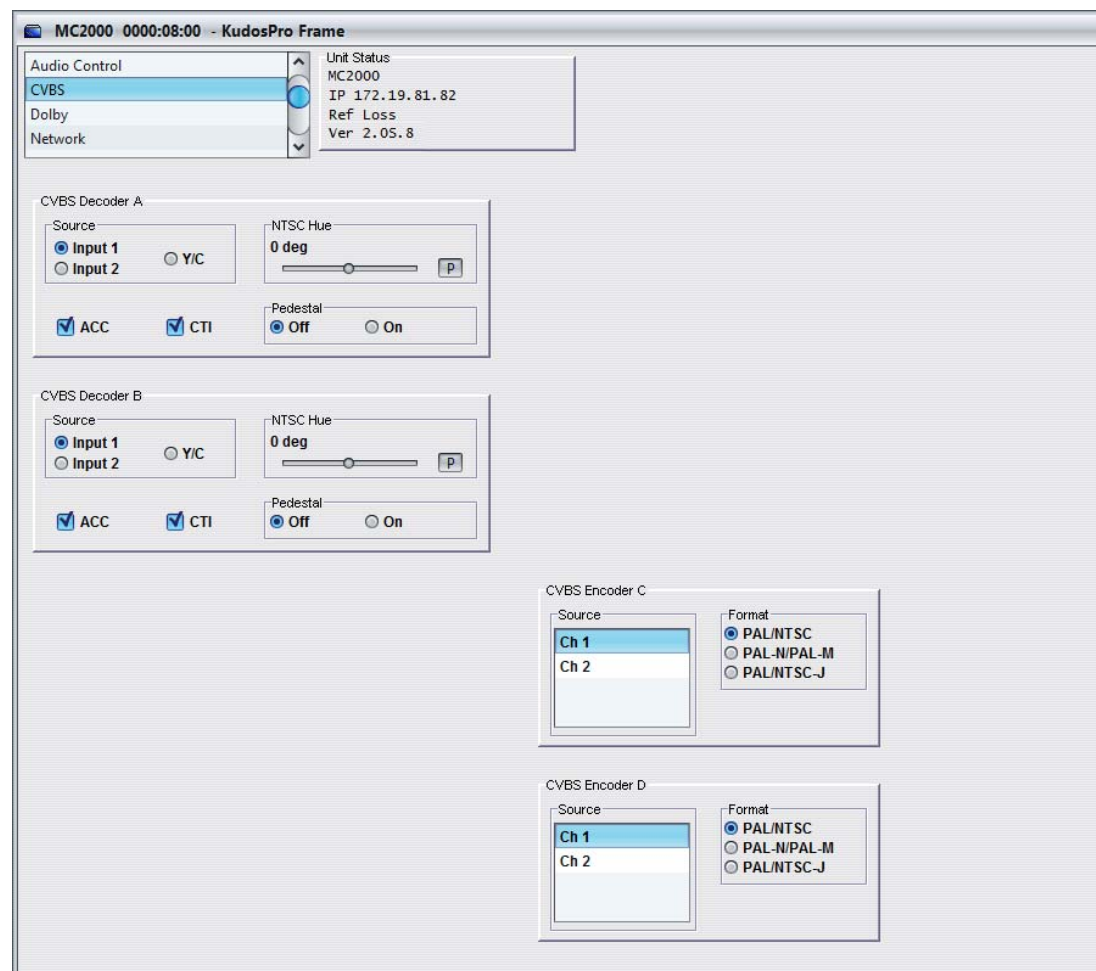 MC2000 0000:08:00 - KudosPro Frame
Audio Control
CVBS
Dolby
Network
Unit Status
MC2000
IP 172.19.81.82
Ref Loss
Ver 2.05.8
CVBS Decoder A
Source
Input 1
Input 2
Y/C
NTSC Hue
0 deg
P
ACC
CTI
Pedestal
Off
On
CVBS Decoder B
Source
Input 1
Input 2
Y/C
NTSC Hue
0 deg
P
ACC
CTI
Pedestal
Off
On
CVBS Encoder C
Source
Ch 1
Ch 2
Format
PAL/NTSC
PAL-N/PAL-M
PAL/NTSC-J
CVBS Encoder D
Source
Ch 1
Ch 2
Format
PAL/NTSC
PAL-N/PAL-M
PAL/NTSC-J